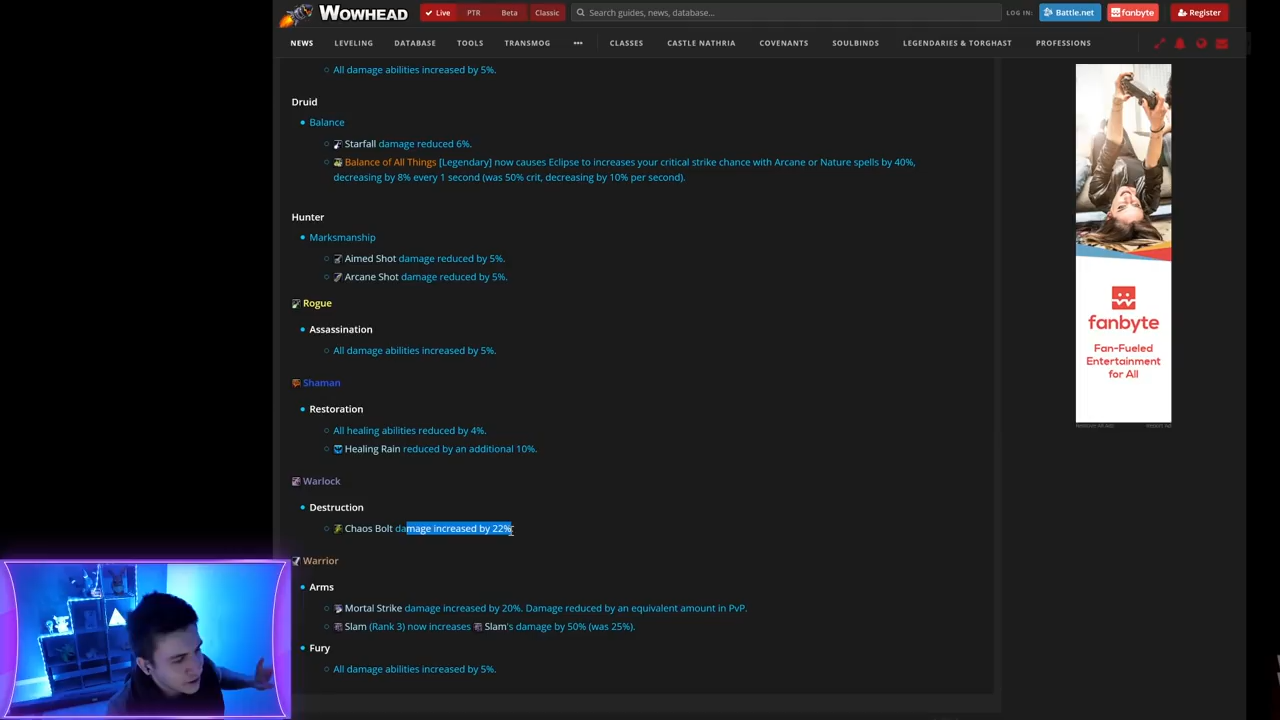 WOWHEAD
Live PTR Beta Classic
Search guides, news, database...
LOG IN: Battle.net fanbyte Register
NEWS LEVELING DATABASE TOOLS TRANSMOG ••• CLASSES CASTLE NATHRIA COVENANTS SOULBINDS LEGENDARIES & TORGHAST PROFESSIONS
All damage abilities increased by 5%.
Druid
Balance
Starfall damage reduced 6%.
Balance of All Things [Legendary] now causes Eclipse to increases your critical strike chance with Arcane or Nature spells by 40%,
decreasing by 8% every 1 second (was 50% crit, decreasing by 10% per second).
Hunter
Marksmanship
Aimed Shot damage reduced by 5%.
Arcane Shot damage reduced by 5%.
Rogue
Assassination
All damage abilities increased by 5%.
Shaman
Restoration
All healing abilities reduced by 4%.
Healing Rain reduced by an additional 10%.
Warlock
Destruction
Chaos Bolt damage increased by 22%
Warrior
Arms
Mortal Strike damage increased by 20%. Damage reduced by an equivalent amount in PvP.
Slam (Rank 3) now increases Slam's damage by 50% (was 25%).
Fury
All damage abilities increased by 5%.
fanbyte
Fan-Fueled
Entertainment
for All